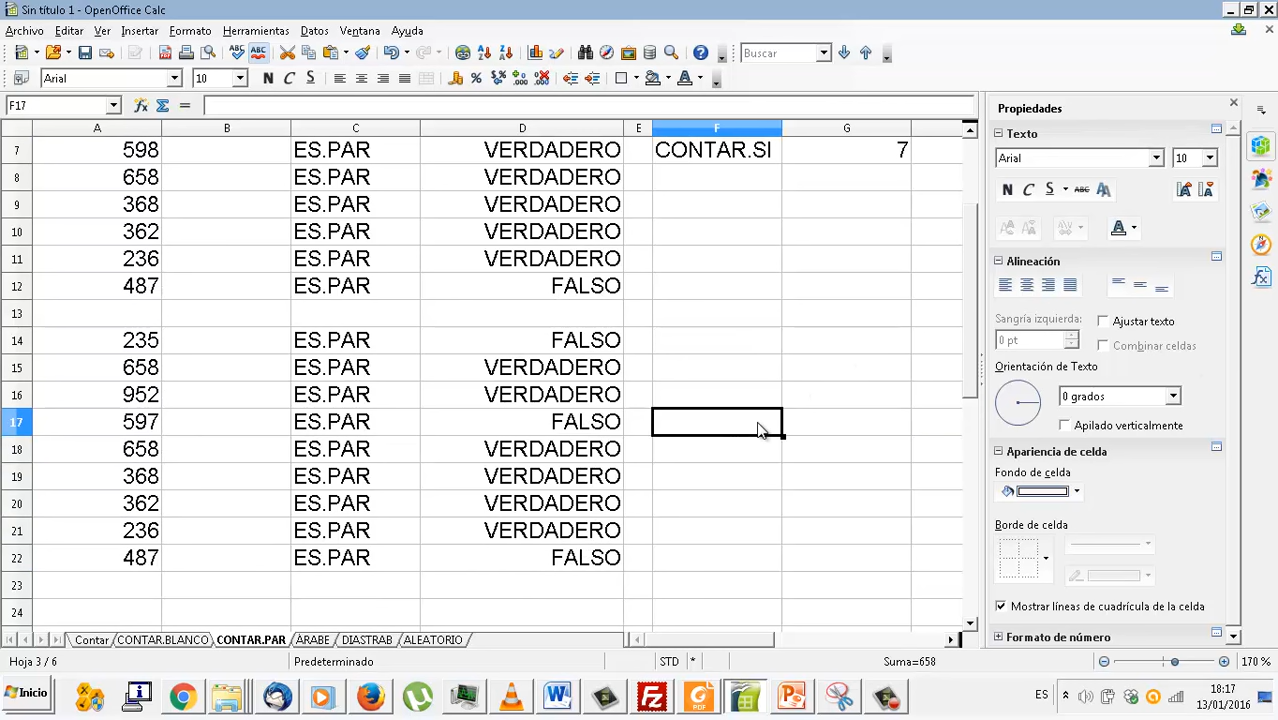 Sin título 1 - OpenOffice Calc
Archivo Editar Ver Insertar Formato Herramientas Datos Ventana Ayuda
Buscar
Arial 10 N C S
F17
A B C D E F G
7 598 ES.PAR VERDADERO CONTAR.SI 7
8 658 ES.PAR VERDADERO
9 368 ES.PAR VERDADERO
10 362 ES.PAR VERDADERO
11 236 ES.PAR VERDADERO
12 487 ES.PAR FALSO
13
14 235 ES.PAR FALSO
15 658 ES.PAR VERDADERO
16 952 ES.PAR VERDADERO
17 597 ES.PAR FALSO
18 658 ES.PAR VERDADERO
19 368 ES.PAR VERDADERO
20 362 ES.PAR VERDADERO
21 236 ES.PAR VERDADERO
22 487 ES.PAR FALSO
23
24
Propiedades
Texto
Arial 10
N C S ABC
Alineación
Sangría izquierda: Ajustar texto
0 pt Combinar celdas
Orientación de Texto
0 grados
Apilado verticalmente
Apariencia de celda
Fondo de celda
Borde de celda
Mostrar líneas de cuadrícula de la celda
Formato de número
Contar CONTAR.BLANCO CONTAR.PAR ÁRABE DIASTRAB ALEATORIO
Hoja 3 / 6 Predeterminado STD * Suma=658 170 %
Inicio ES 18:17
13/01/2016